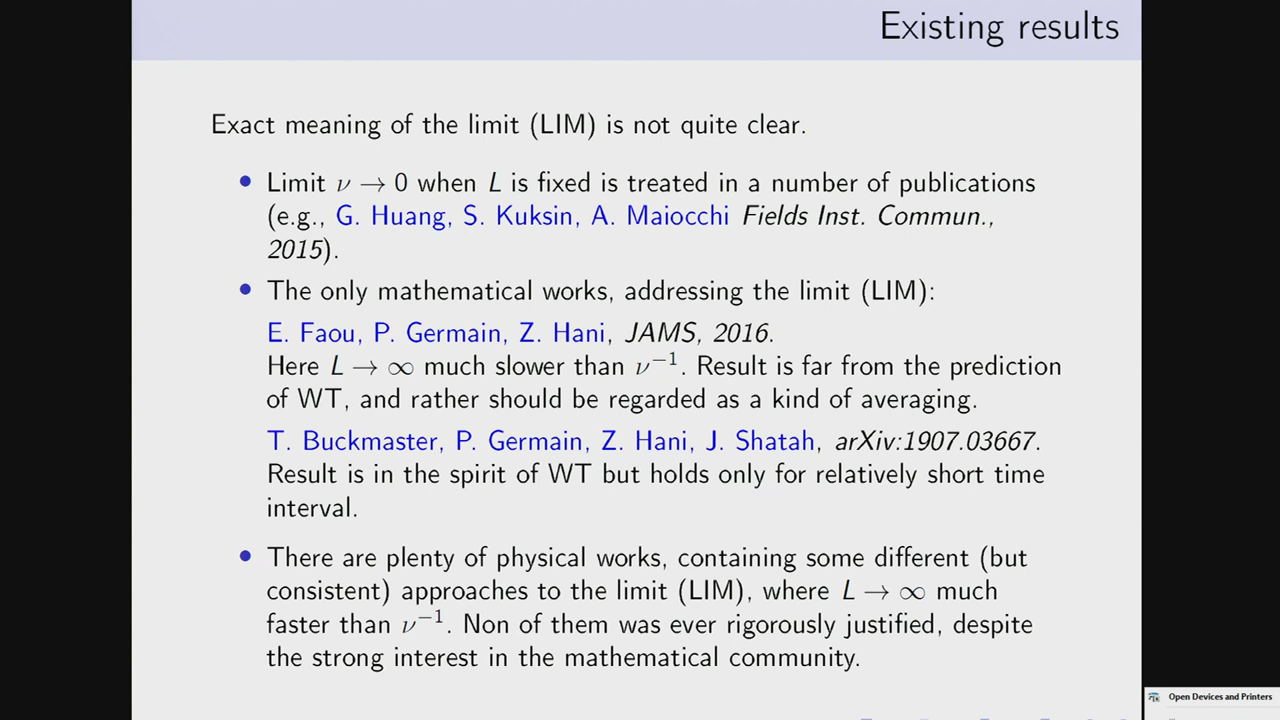 Existing results
Exact meaning of the limit (LIM) is not quite clear.
• Limit ν → 0 when L is fixed is treated in a number of publications
(e.g., G. Huang, S. Kuksin, A. Maiocchi Fields Inst. Commun.,
2015).
• The only mathematical works, addressing the limit (LIM):
E. Faou, P. Germain, Z. Hani, JAMS, 2016.
Here L → ∞ much slower than ν⁻¹. Result is far from the prediction
of WT, and rather should be regarded as a kind of averaging.
T. Buckmaster, P. Germain, Z. Hani, J. Shatah, arXiv:1907.03667.
Result is in the spirit of WT but holds only for relatively short time
interval.
• There are plenty of physical works, containing some different (but
consistent) approaches to the limit (LIM), where L → ∞ much
faster than ν⁻¹. Non of them was ever rigorously justified, despite
the strong interest in the mathematical community.
Open Devices and Printers